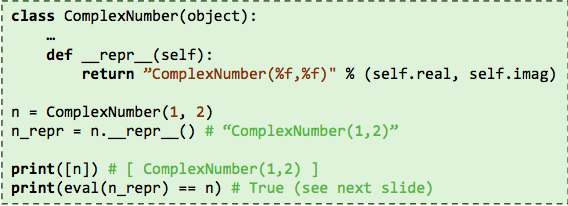 class ComplexNumber(object):
…
def __repr__(self):
return ”ComplexNumber(%f,%f)" % (self.real, self.imag)
n = ComplexNumber(1, 2)
n_repr = n.__repr__() # “ComplexNumber(1,2)”
print([n]) # [ ComplexNumber(1,2) ]
print(eval(n_repr) == n) # True (see next slide)